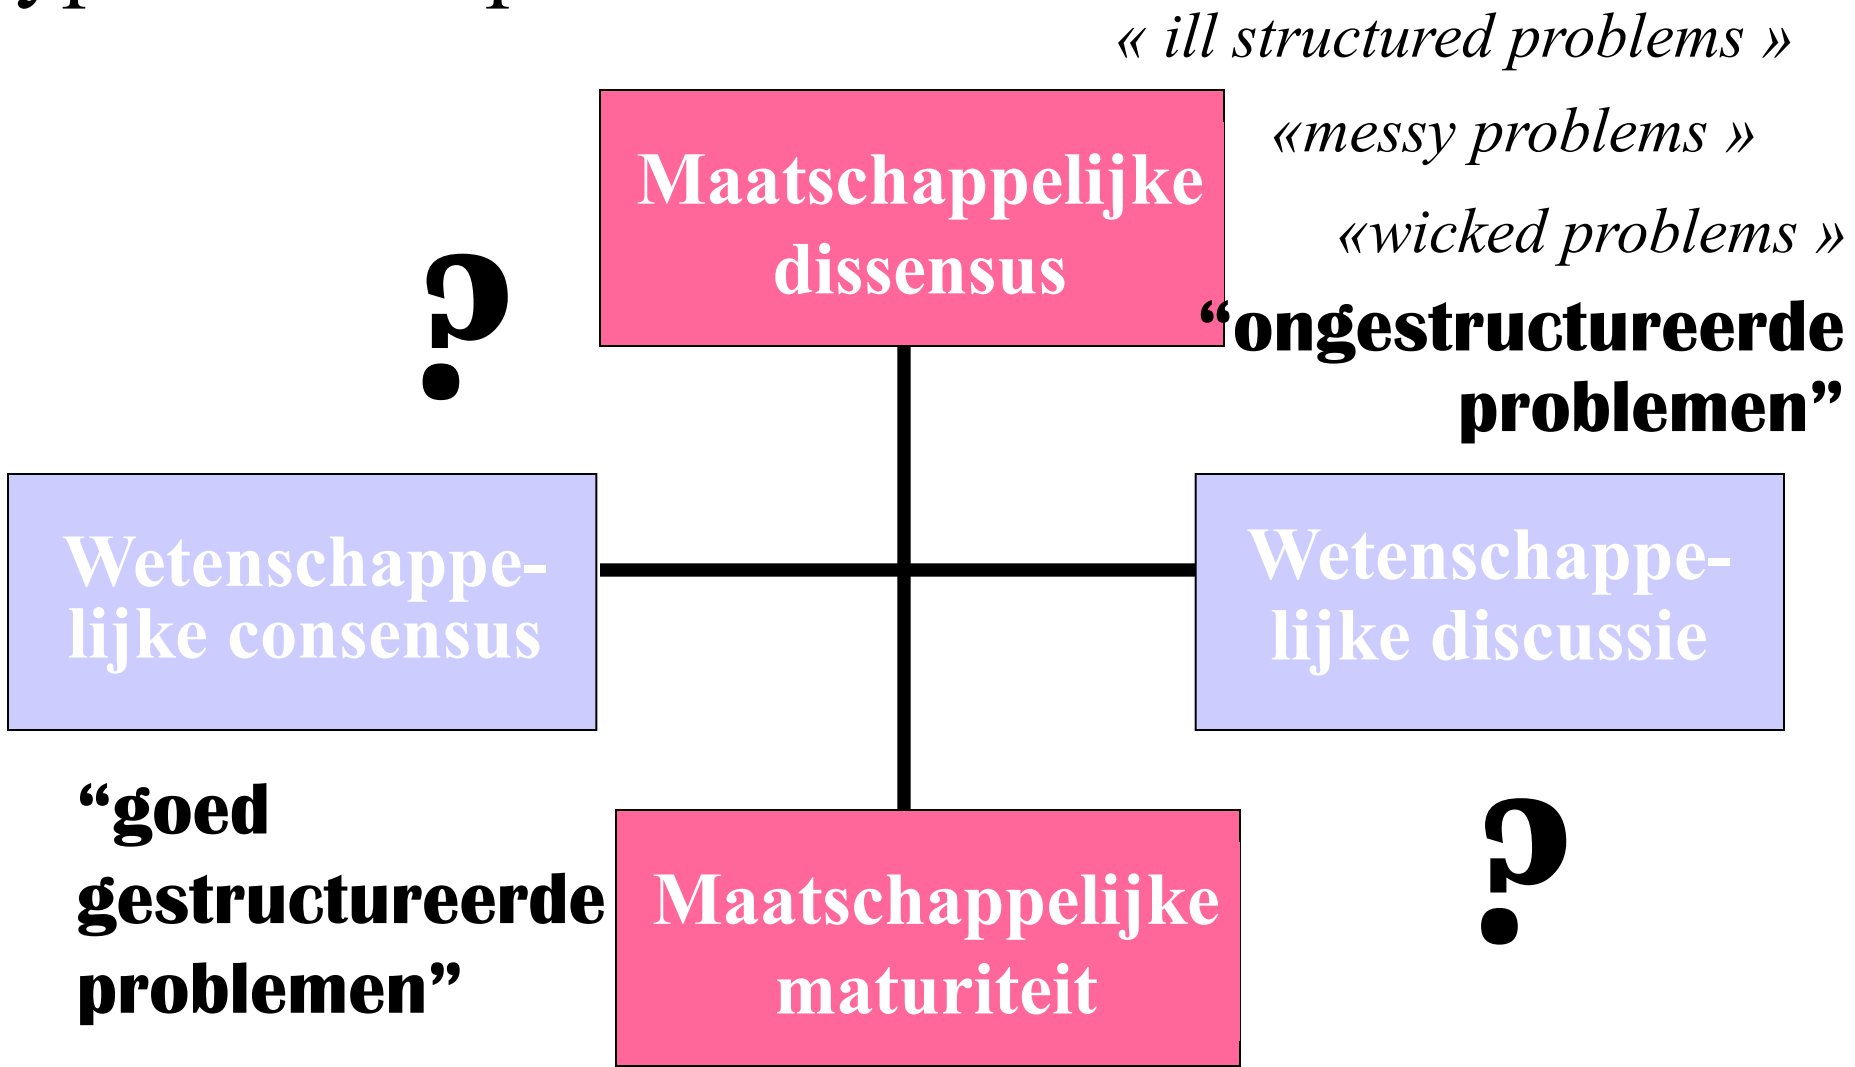 « ill structured problems »
«messy problems »
«wicked problems »
Maatschappelijke
dissensus
?
“ongestructureerde
problemen”
Wetenschappe-
lijke consensus
Wetenschappe-
lijke discussie
“goed
gestructureerde
problemen”
Maatschappelijke
maturiteit
?